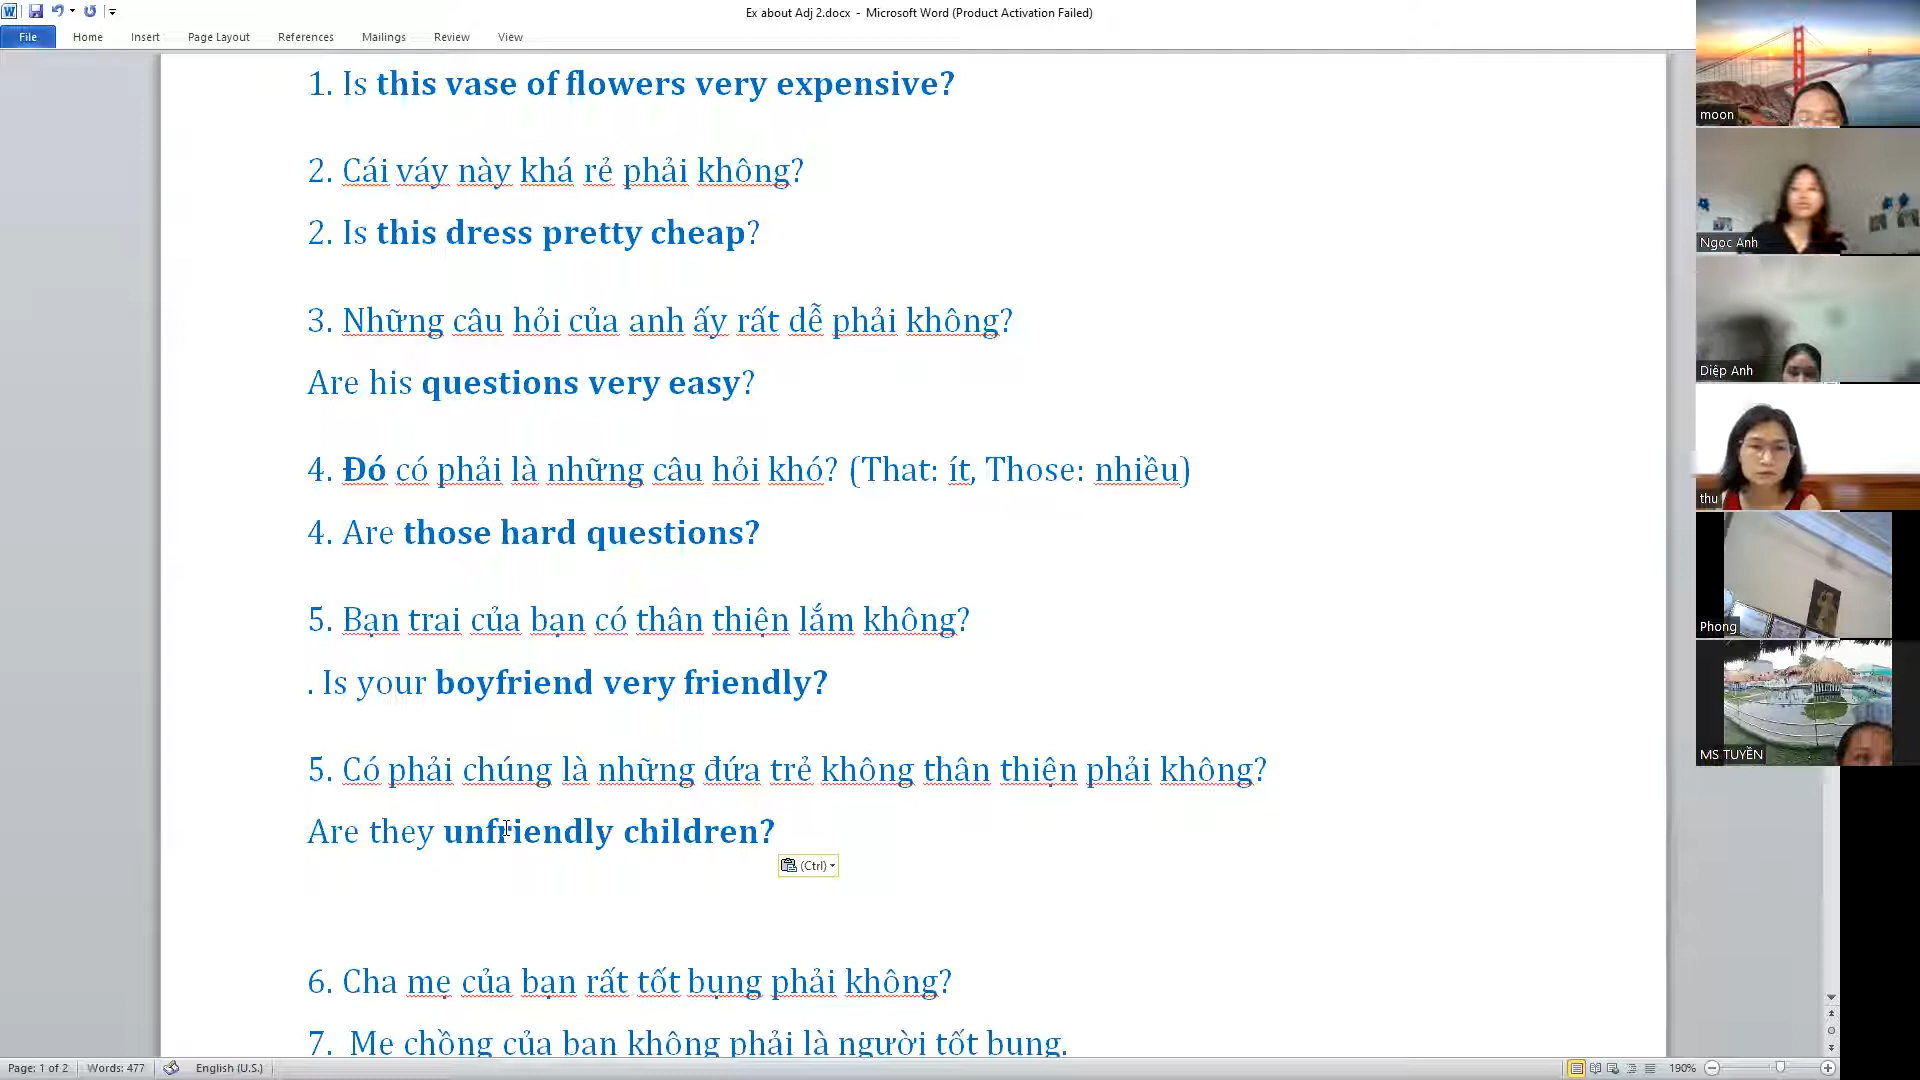 Ex about Adj 2.docx - Microsoft Word (Product Activation Failed)
File Home Insert Page Layout References Mailings Review View
1. Is this vase of flowers very expensive?
2. Cái váy này khá rẻ phải không?
2. Is this dress pretty cheap?
3. Những câu hỏi của anh ấy rất dễ phải không?
Are his questions very easy?
4. Đó có phải là những câu hỏi khó? (That: ít, Those: nhiều)
4. Are those hard questions?
5. Bạn trai của bạn có thân thiện lắm không?
. Is your boyfriend very friendly?
5. Có phải chúng là những đứa trẻ không thân thiện phải không?
Are they unfriendly children?
(Ctrl)
6. Cha mẹ của bạn rất tốt bụng phải không?
7. Mẹ chồng của bạn không phải là người tốt bụng.
Page: 1 of 2 Words: 477 English (U.S.) 190%
moon
Ngọc Anh
Diệp Anh
thu
Phong
MS TUYỀN